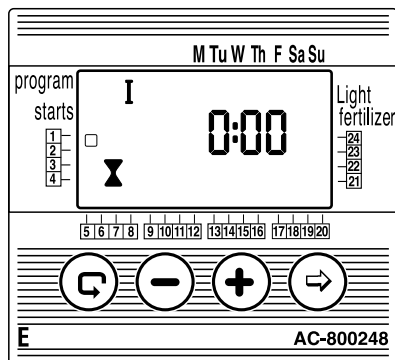 M Tu W Th F Sa Su
program
starts
I
0:00
Light
fertilizer
1
2
3
4
24
23
22
21
5 6 7 8 9 10 11 12 13 14 15 16 17 18 19 20
E
AC-800248